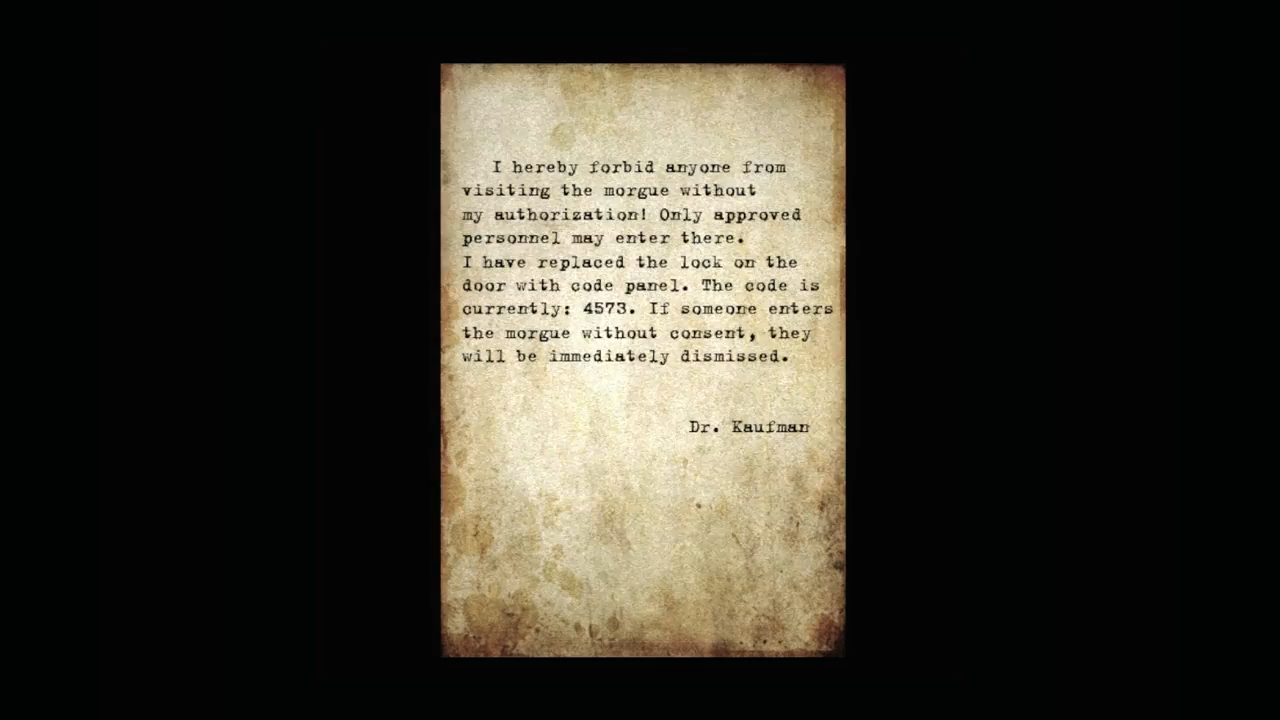 I hereby forbid anyone from
visiting the morgue without
my authorization! Only approved
personnel may enter there.
I have replaced the lock on the
door with code panel. The code is
currently: 4573. If someone enters
the morgue without consent, they
will be immediately dismissed.
Dr. Kaufman